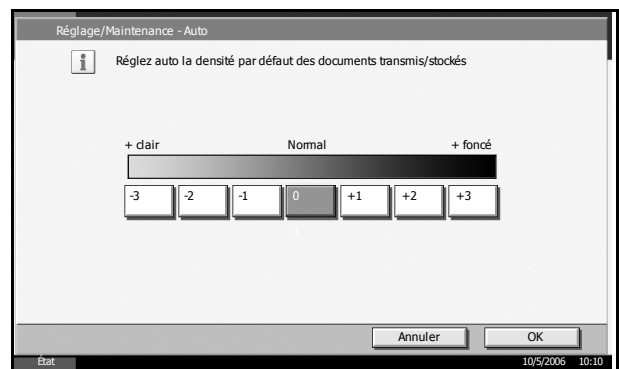 Réglage/Maintenance - Auto
Réglez auto la densité par défaut des documents transmis/stockés
+ clair Normal + foncé
-3 -2 -1 0 +1 +2 +3
Annuler OK
État 10/5/2006 10:10